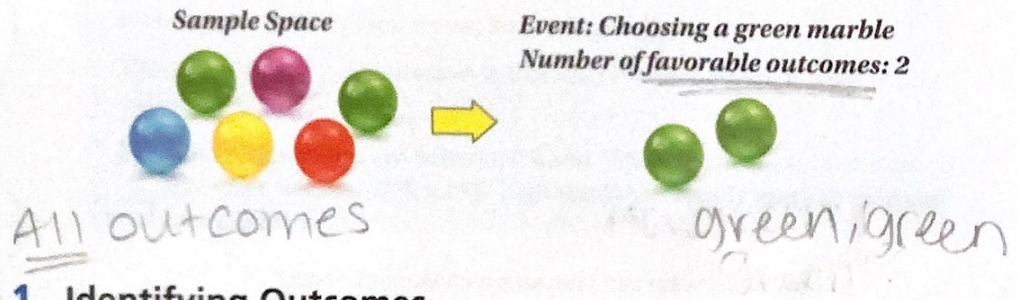 Sample Space
Event: Choosing a green marble
Number of favorable outcomes: 2
All outcomes
green, green
1 Identifying Outcomes